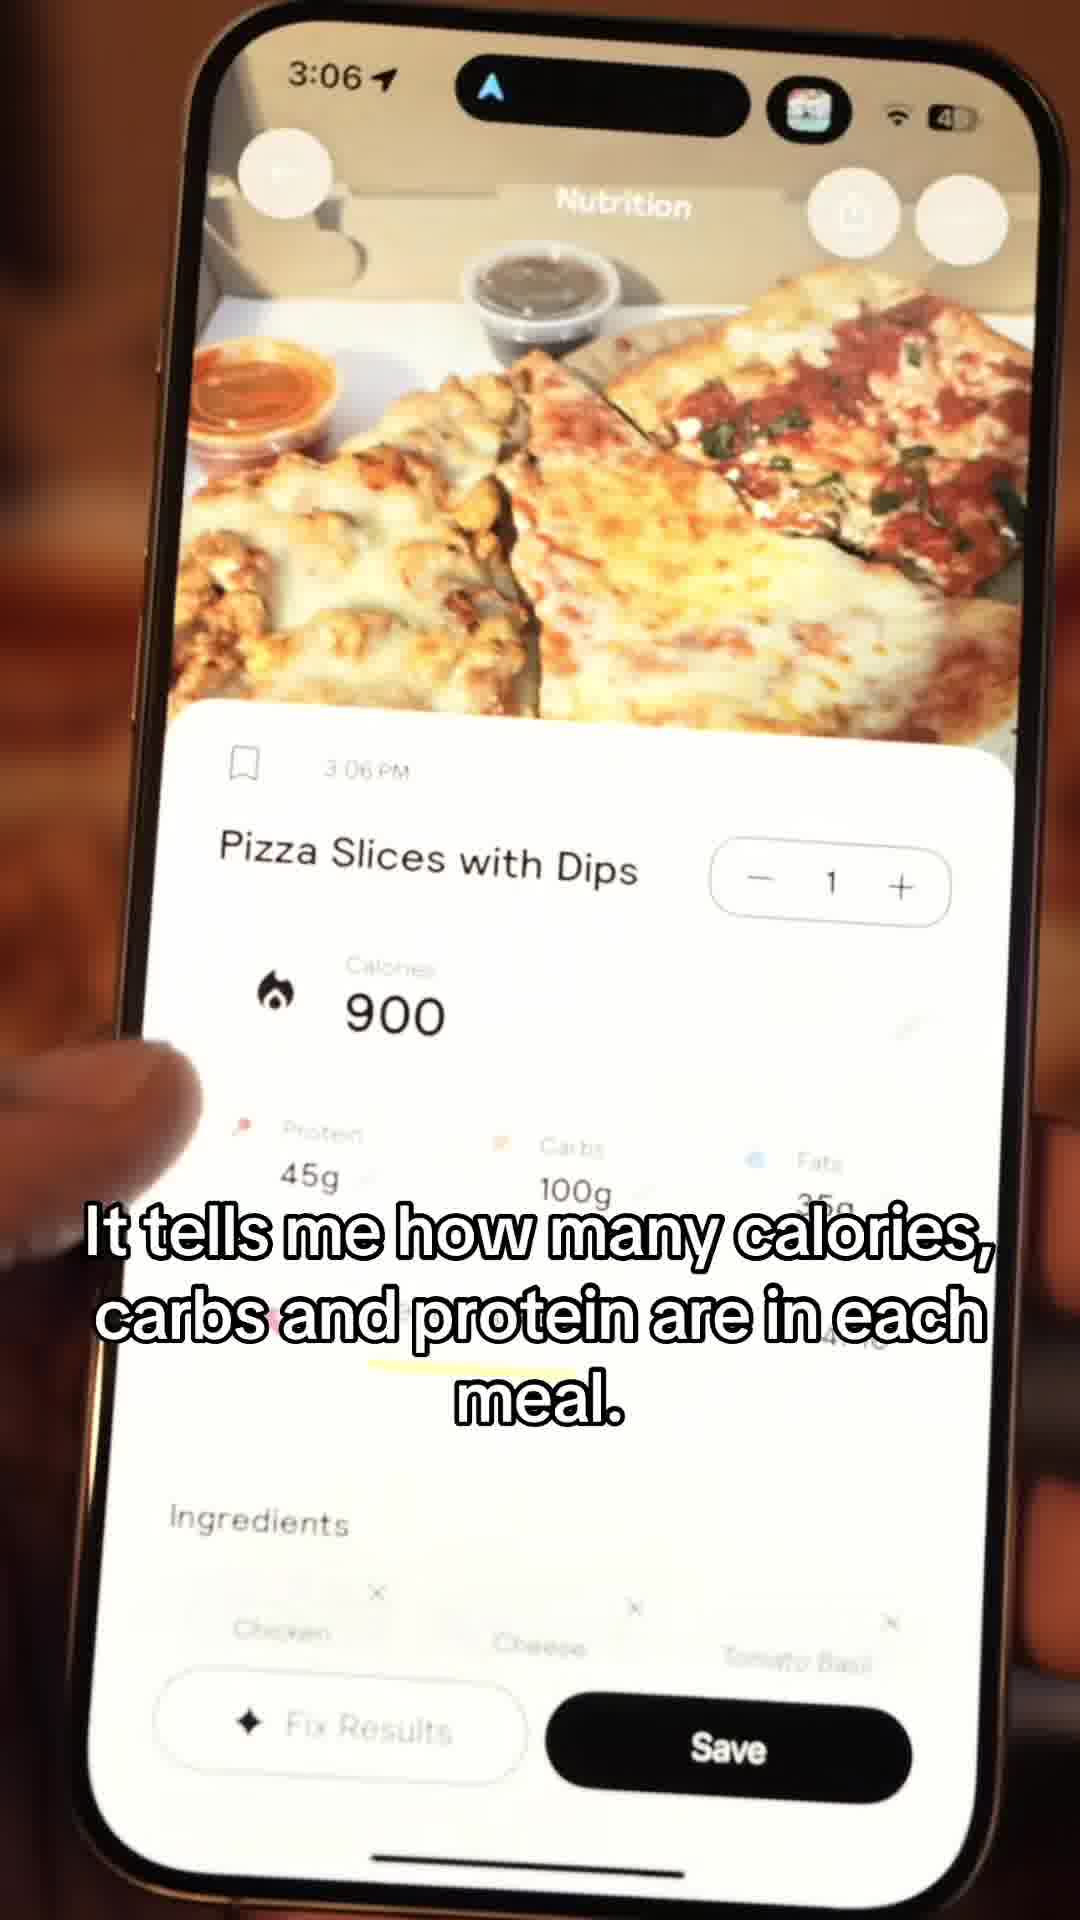 3:06
4
Nutrition
3:06 PM
Pizza Slices with Dips
1
Calories
900
Protein
Carbs
Fats
45g
100g
35g
It tells me how many calories,
carbs and protein are in each
meal.
Ingredients
Chicken
Cheese
Tomato Basil
Fix Results
Save